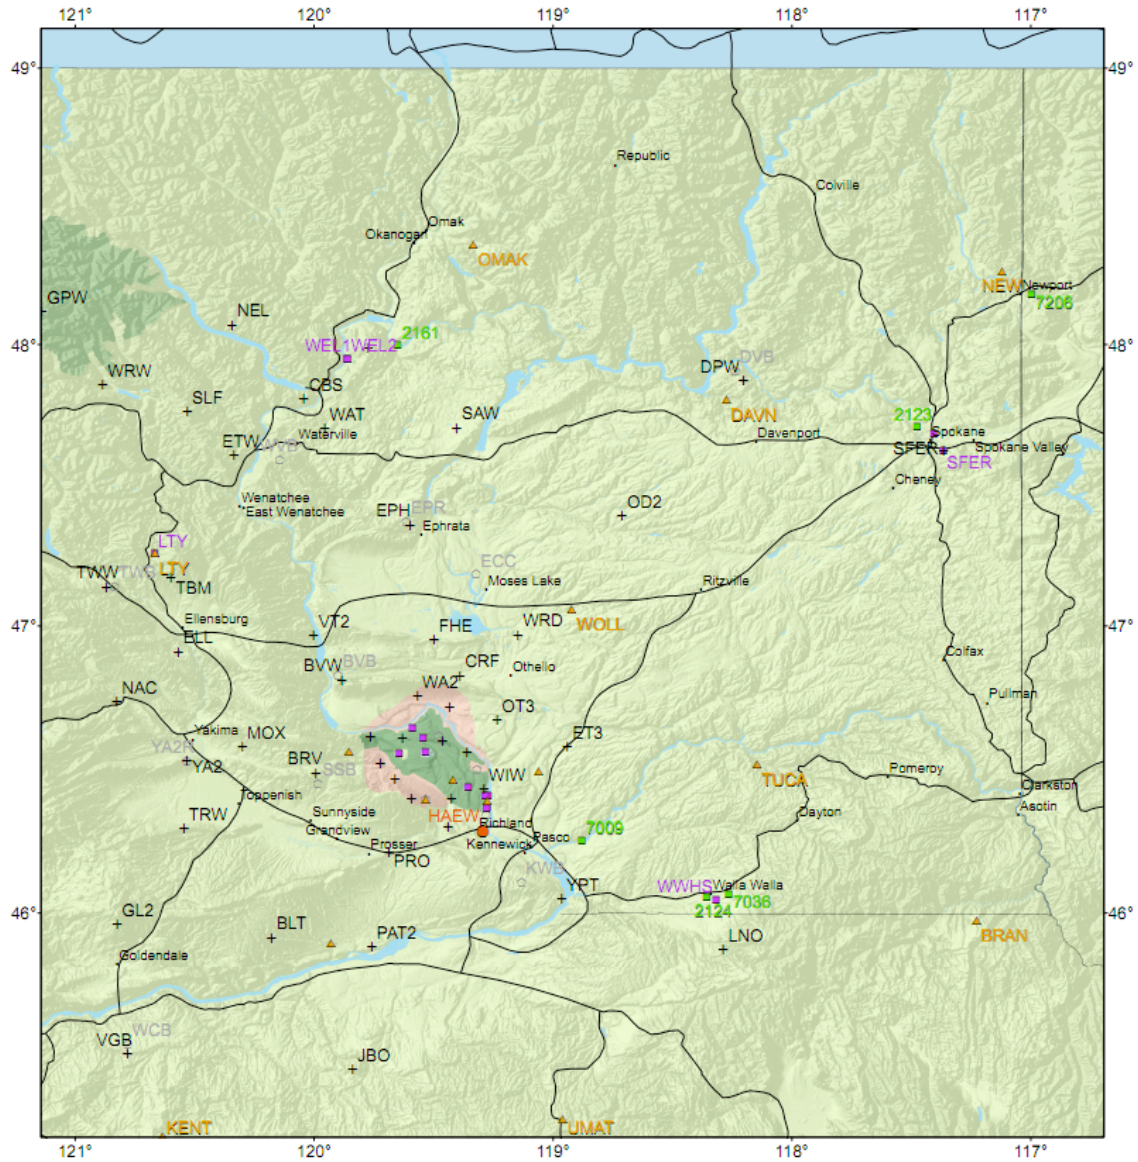 121° 120° 119° 118° 117°
49° 49°
Republic
Colville
Omak
Okanogan
OMAK
NEW Newport
GPW
7206
NEL
2161
WEL1WEL2
48° 48°
DVB
DPW
WRW
CBS
SLF
DAVN
WAT
SAW
2123
Waterville
Davenport
Spokane
ETW
SFER
Spokane Valley
SFER
Cheney
Wenatchee
East Wenatchee
OD2
EPH EPR
Ephrata
LTY
LTY
ECC
TWW TWB
TBM
Moses Lake
Ritzville
Ellensburg
VT2
47° 47°
FHE
WRD
WOLL
ELL
BVW BVB
CRF
Othello
Colfax
NAC
WA2
Pullman
OT3
Yakima
MOX
ET3
YA2R
YA2
BRV
SSB
WIW
TUCA
Pomeroy
Clarkston
Toppenish
Asotin
TRW
Sunnyside
HAEW
Dayton
Grandview
Richland
7009
Prosser
Kennewick
Pasco
PRO
KWB
YPT
WWHS Walla Walla
2124
7036
46° 46°
GL2
BLT
PAT2
LNO
BRAN
Goldendale
WCB
VGB
JBO
KENT
UMAT
121° 120° 119° 118° 117°